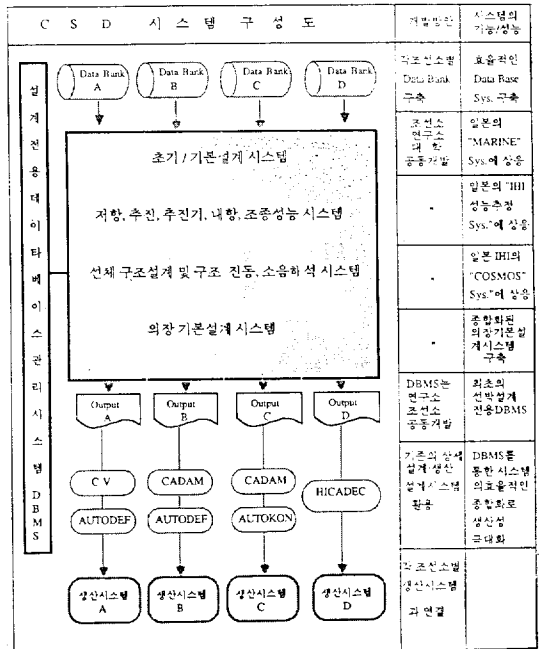 C S D 시 스 템 구 성 도
개발방안
시스템의
기능/성능
설계전용데이타베이스관리시스템 DBMS
Data Bank
A
Data Bank
B
Data Bank
C
Data Bank
D
각조선소별
Data Bank
구축
효율적인
Data Base
Sys. 구축
초기 / 기본설계 시스템
조선소
연구소
대 학
공동개발
일본의
"MARINE"
Sys.에 상응
저항, 추진, 추진기, 내항, 조종성능 시스템
"
일본의 "IHI
성능추정
Sys."에 상응
선체 구조설계 및 구조 진동, 소음해석 시스템
"
일본 IHI의
"COSMOS"
Sys."에 상응
의장 기본설계 시스템
"
종합화된
의장기본설
계시스템
구축
Output
A
Output
B
Output
C
Output
D
DBMS는
연구소
조선소
공동개발
최초의
선박설계
전용DBMS
C V
CADAM
CADAM
HICADEC
AUTODEF
AUTODEF
AUTOKON
기존의 상세
설계/생산
설계시스템
활용
DBMS를
통한 시스템
의효율적인
종합화로
생산성
극대화
생산시스템
A
생산시스템
B
생산시스템
C
생산시스템
D
각 조선소별
생산시스템
과 연결